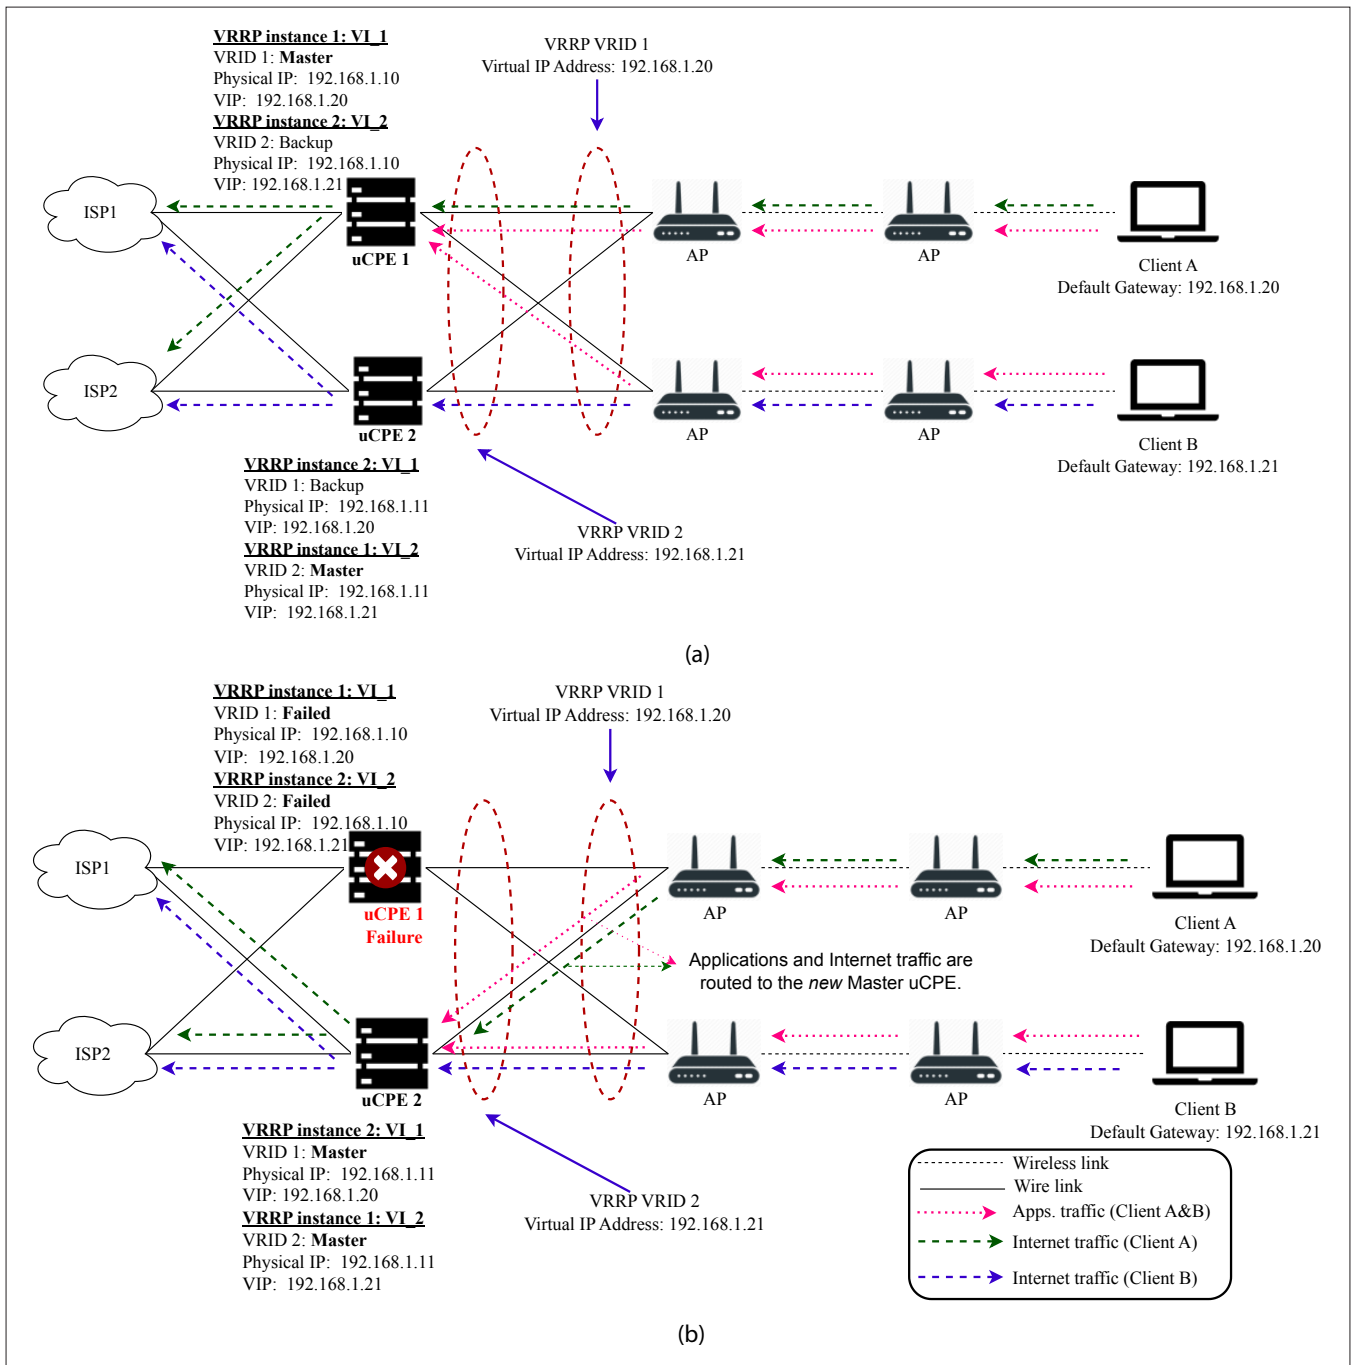 VRRP instance 1: VI_1
VRID 1: Master
Physical IP: 192.168.1.10
VIP: 192.168.1.20
VRRP instance 2: VI_2
VRID 2: Backup
Physical IP: 192.168.1.10
VIP: 192.168.1.21
VRRP VRID 1
Virtual IP Address: 192.168.1.20
ISP1
uCPE 1
AP
AP
Client A
Default Gateway: 192.168.1.20
ISP2
uCPE 2
AP
AP
Client B
Default Gateway: 192.168.1.21
VRRP instance 2: VI_1
VRID 1: Backup
Physical IP: 192.168.1.11
VIP: 192.168.1.20
VRRP instance 1: VI_2
VRID 2: Master
Physical IP: 192.168.1.11
VIP: 192.168.1.21
VRRP VRID 2
Virtual IP Address: 192.168.1.21
(a)
VRRP instance 1: VI_1
VRID 1: Failed
Physical IP: 192.168.1.10
VIP: 192.168.1.20
VRRP instance 2: VI_2
VRID 2: Failed
Physical IP: 192.168.1.10
VIP: 192.168.1.21
VRRP VRID 1
Virtual IP Address: 192.168.1.20
ISP1
uCPE 1
Failure
AP
AP
Client A
Default Gateway: 192.168.1.20
Applications and Internet traffic are
routed to the new Master uCPE.
ISP2
uCPE 2
AP
AP
Client B
Default Gateway: 192.168.1.21
VRRP instance 2: VI_1
VRID 1: Master
Physical IP: 192.168.1.11
VIP: 192.168.1.20
VRRP instance 1: VI_2
VRID 2: Master
Physical IP: 192.168.1.11
VIP: 192.168.1.21
VRRP VRID 2
Virtual IP Address: 192.168.1.21
Wireless link
Wire link
Apps. traffic (Client A&B)
Internet traffic (Client A)
Internet traffic (Client B)
(b)